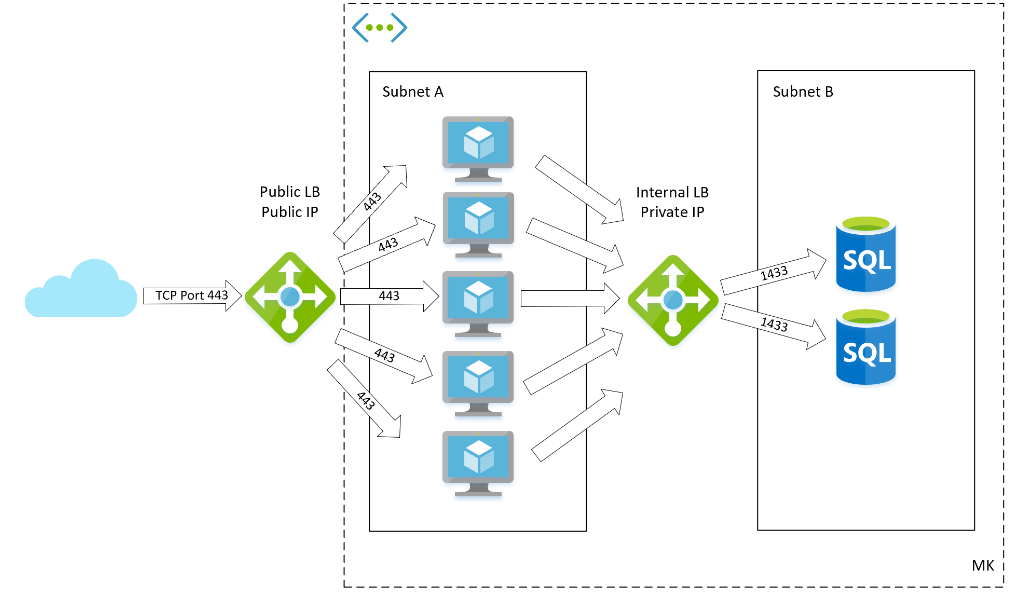 Subnet A
Subnet B
Public LB
Public IP
Internal LB
Private IP
443
443
TCP Port 443
443
443
443
1433
1433
SQL
SQL
MK